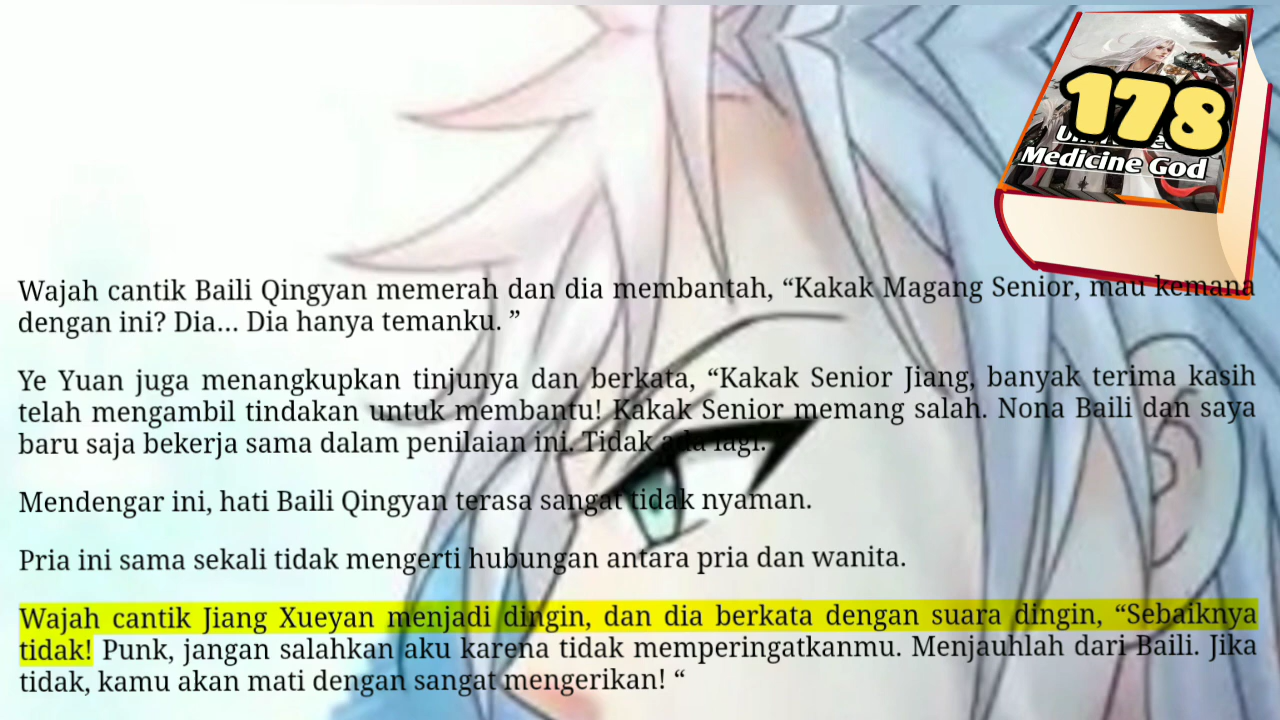 178
Medicine God
Wajah cantik Baili Qingyan memerah dan dia membantah, “Kakak Magang Senior, mau kemana
dengan ini? Dia... Dia hanya temanku. ”
Ye Yuan juga menangkupkan tinjunya dan berkata, “Kakak Senior Jiang, banyak terima kasih
telah mengambil tindakan untuk membantu! Kakak Senior memang salah. Nona Baili dan saya
baru saja bekerja sama dalam penilaian ini. Tidak ada lagi.
Mendengar ini, hati Baili Qingyan terasa sangat tidak nyaman.
Pria ini sama sekali tidak mengerti hubungan antara pria dan wanita.
Wajah cantik Jiang Xueyan menjadi dingin, dan dia berkata dengan suara dingin, “Sebaiknya
tidak! Punk, jangan salahkan aku karena tidak memperingatkanmu. Menjauhlah dari Baili. Jika
tidak, kamu akan mati dengan sangat mengerikan! “